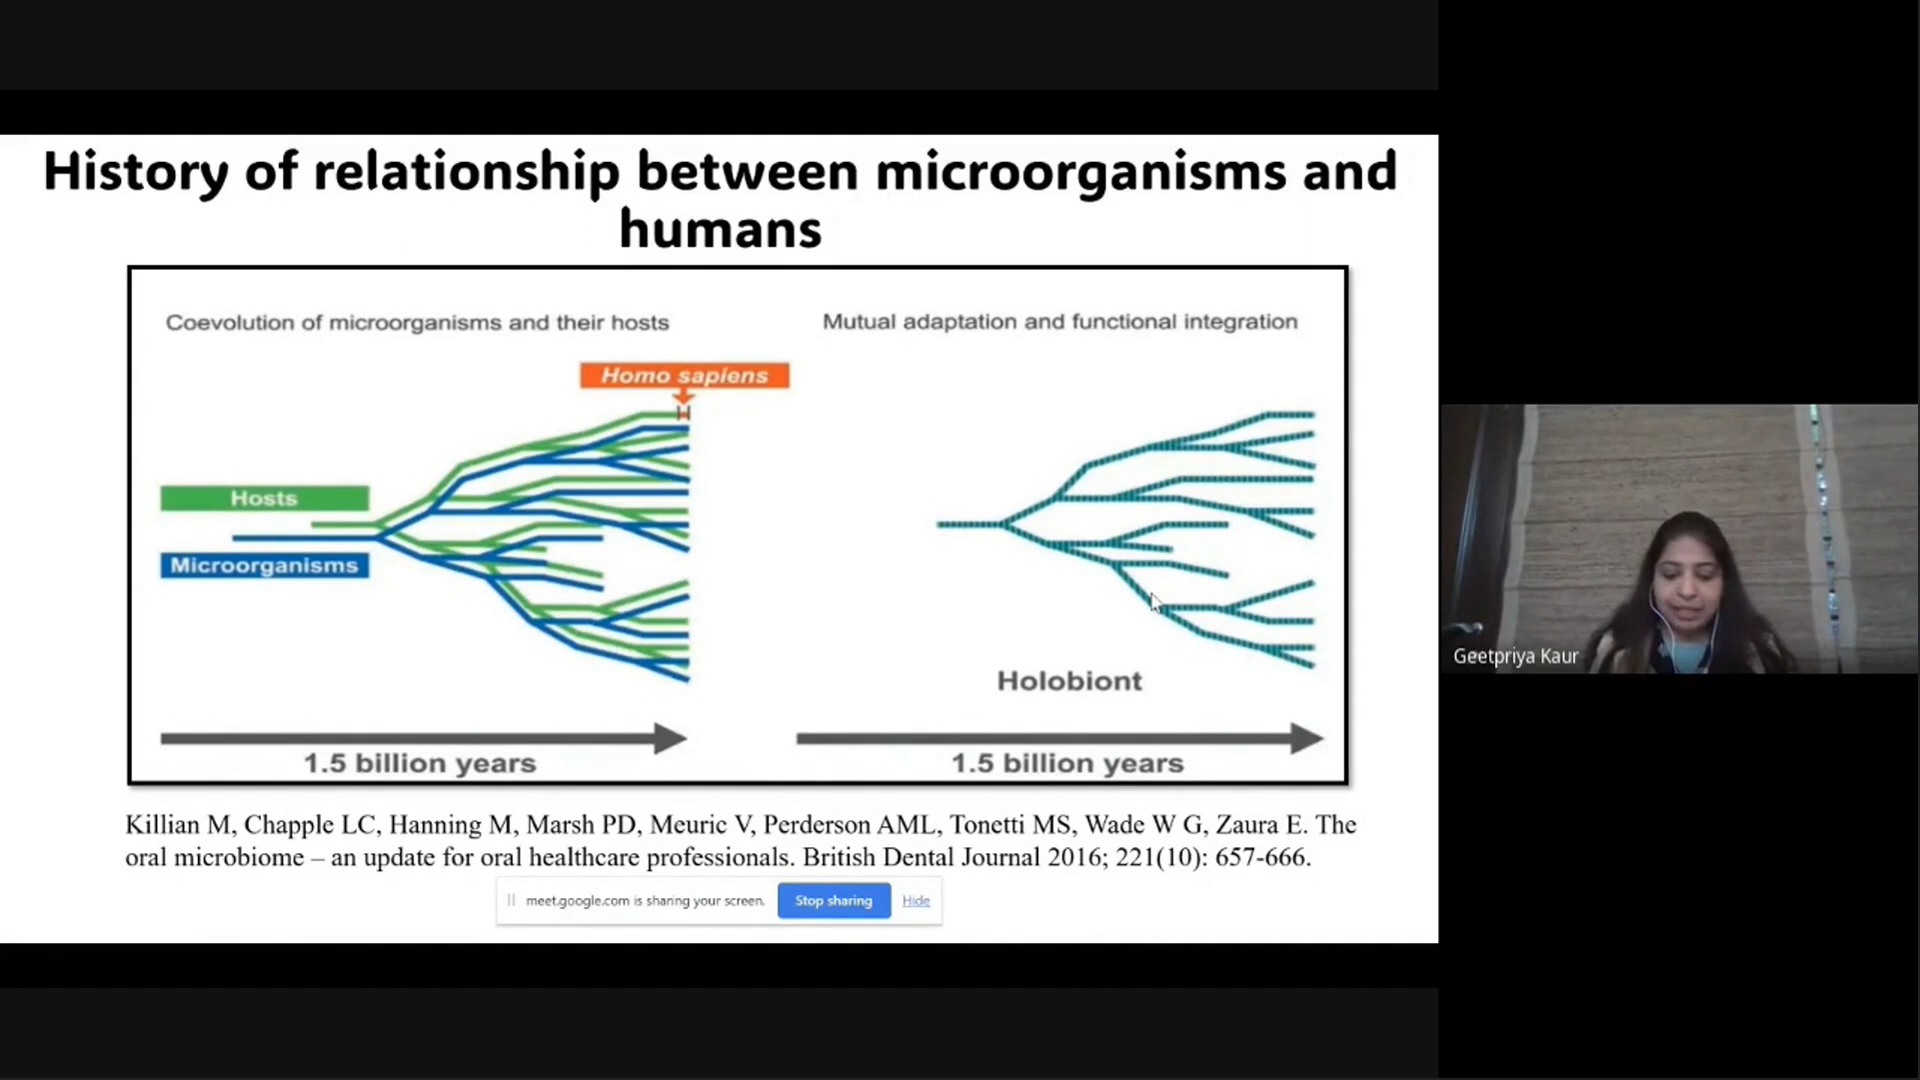 History of relationship between microorganisms and
humans
Coevolution of microorganisms and their hosts
Mutual adaptation and functional integration
Homo sapiens
Hosts
Microorganisms
Holobiont
1.5 billion years
1.5 billion years
Killian M, Chapple LC, Hanning M, Marsh PD, Meuric V, Perderson AML, Tonetti MS, Wade W G, Zaura E. The
oral microbiome – an update for oral healthcare professionals. British Dental Journal 2016; 221(10): 657-666.
meet.google.com is sharing your screen.
Stop sharing
Hide
Geetpriya Kaur